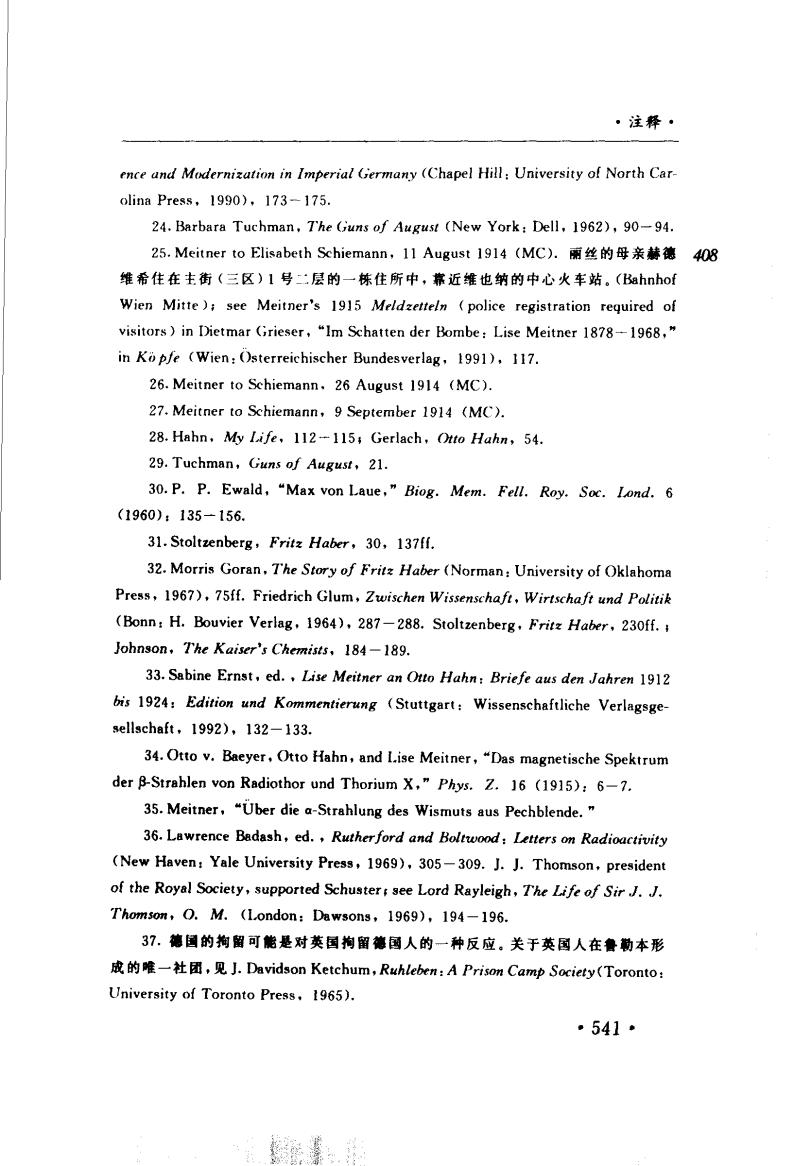 ·注释·
ence and Modernization in Imperial Germany (Chapel Hill: University of North Car-
olina Press, 1990), 173—175.
24. Barbara Tuchman, The Guns of August (New York: Dell, 1962), 90—94.
25. Meitner to Elisabeth Schiemann, 11 August 1914 (MC). 丽丝的母亲赫德 408
维希住在主街(三区)1号二层的一栋住所中,靠近维也纳的中心火车站。(Bahnhof
Wien Mitte); see Meitner's 1915 Meldzetteln (police registration required of
visitors) in Dietmar Grieser, "Im Schatten der Bombe: Lise Meitner 1878—1968,"
in Köpfe (Wien: Österreichischer Bundesverlag, 1991), 117.
26. Meitner to Schiemann, 26 August 1914 (MC).
27. Meitner to Schiemann, 9 September 1914 (MC).
28. Hahn, My Life, 112—115; Gerlach, Otto Hahn, 54.
29. Tuchman, Guns of August, 21.
30. P. P. Ewald, "Max von Laue," Biog. Mem. Fell. Roy. Soc. Lond. 6
(1960): 135—156.
31. Stoltzenberg, Fritz Haber, 30, 137ff.
32. Morris Goran, The Story of Fritz Haber (Norman: University of Oklahoma
Press, 1967), 75ff. Friedrich Glum, Zwischen Wissenschaft, Wirtschaft und Politik
(Bonn: H. Bouvier Verlag, 1964), 287—288. Stoltzenberg, Fritz Haber, 230ff. ;
Johnson, The Kaiser's Chemists, 184—189.
33. Sabine Ernst, ed. , Lise Meitner an Otto Hahn: Briefe aus den Jahren 1912
bis 1924: Edition und Kommentierung (Stuttgart: Wissenschaftliche Verlagsge-
sellschaft, 1992), 132—133.
34. Otto v. Baeyer, Otto Hahn, and Lise Meitner, "Das magnetische Spektrum
der β-Strahlen von Radiothor und Thorium X," Phys. Z. 16 (1915): 6—7.
35. Meitner, "Über die α-Strahlung des Wismuts aus Pechblende. "
36. Lawrence Badash, ed. , Rutherford and Boltwood: Letters on Radioactivity
(New Haven: Yale University Press, 1969), 305—309. J. J. Thomson, president
of the Royal Society, supported Schuster; see Lord Rayleigh, The Life of Sir J. J.
Thomson, O. M. (London: Dawsons, 1969), 194—196.
37. 德国的拘留可能是对英国拘留德国人的一种反应。关于英国人在鲁勒本形
成的唯一社团,见 J. Davidson Ketchum, Ruhleben: A Prison Camp Society (Toronto:
University of Toronto Press, 1965).
·541·